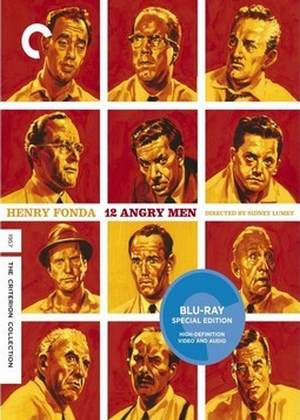 HENRY FONDA 12 ANGRY MEN DIRECTED BY SIDNEY LUMET
1957
THE CRITERION COLLECTION
BLU-RAY
SPECIAL EDITION
HIGH-DEFINITION
VIDEO AND AUDIO